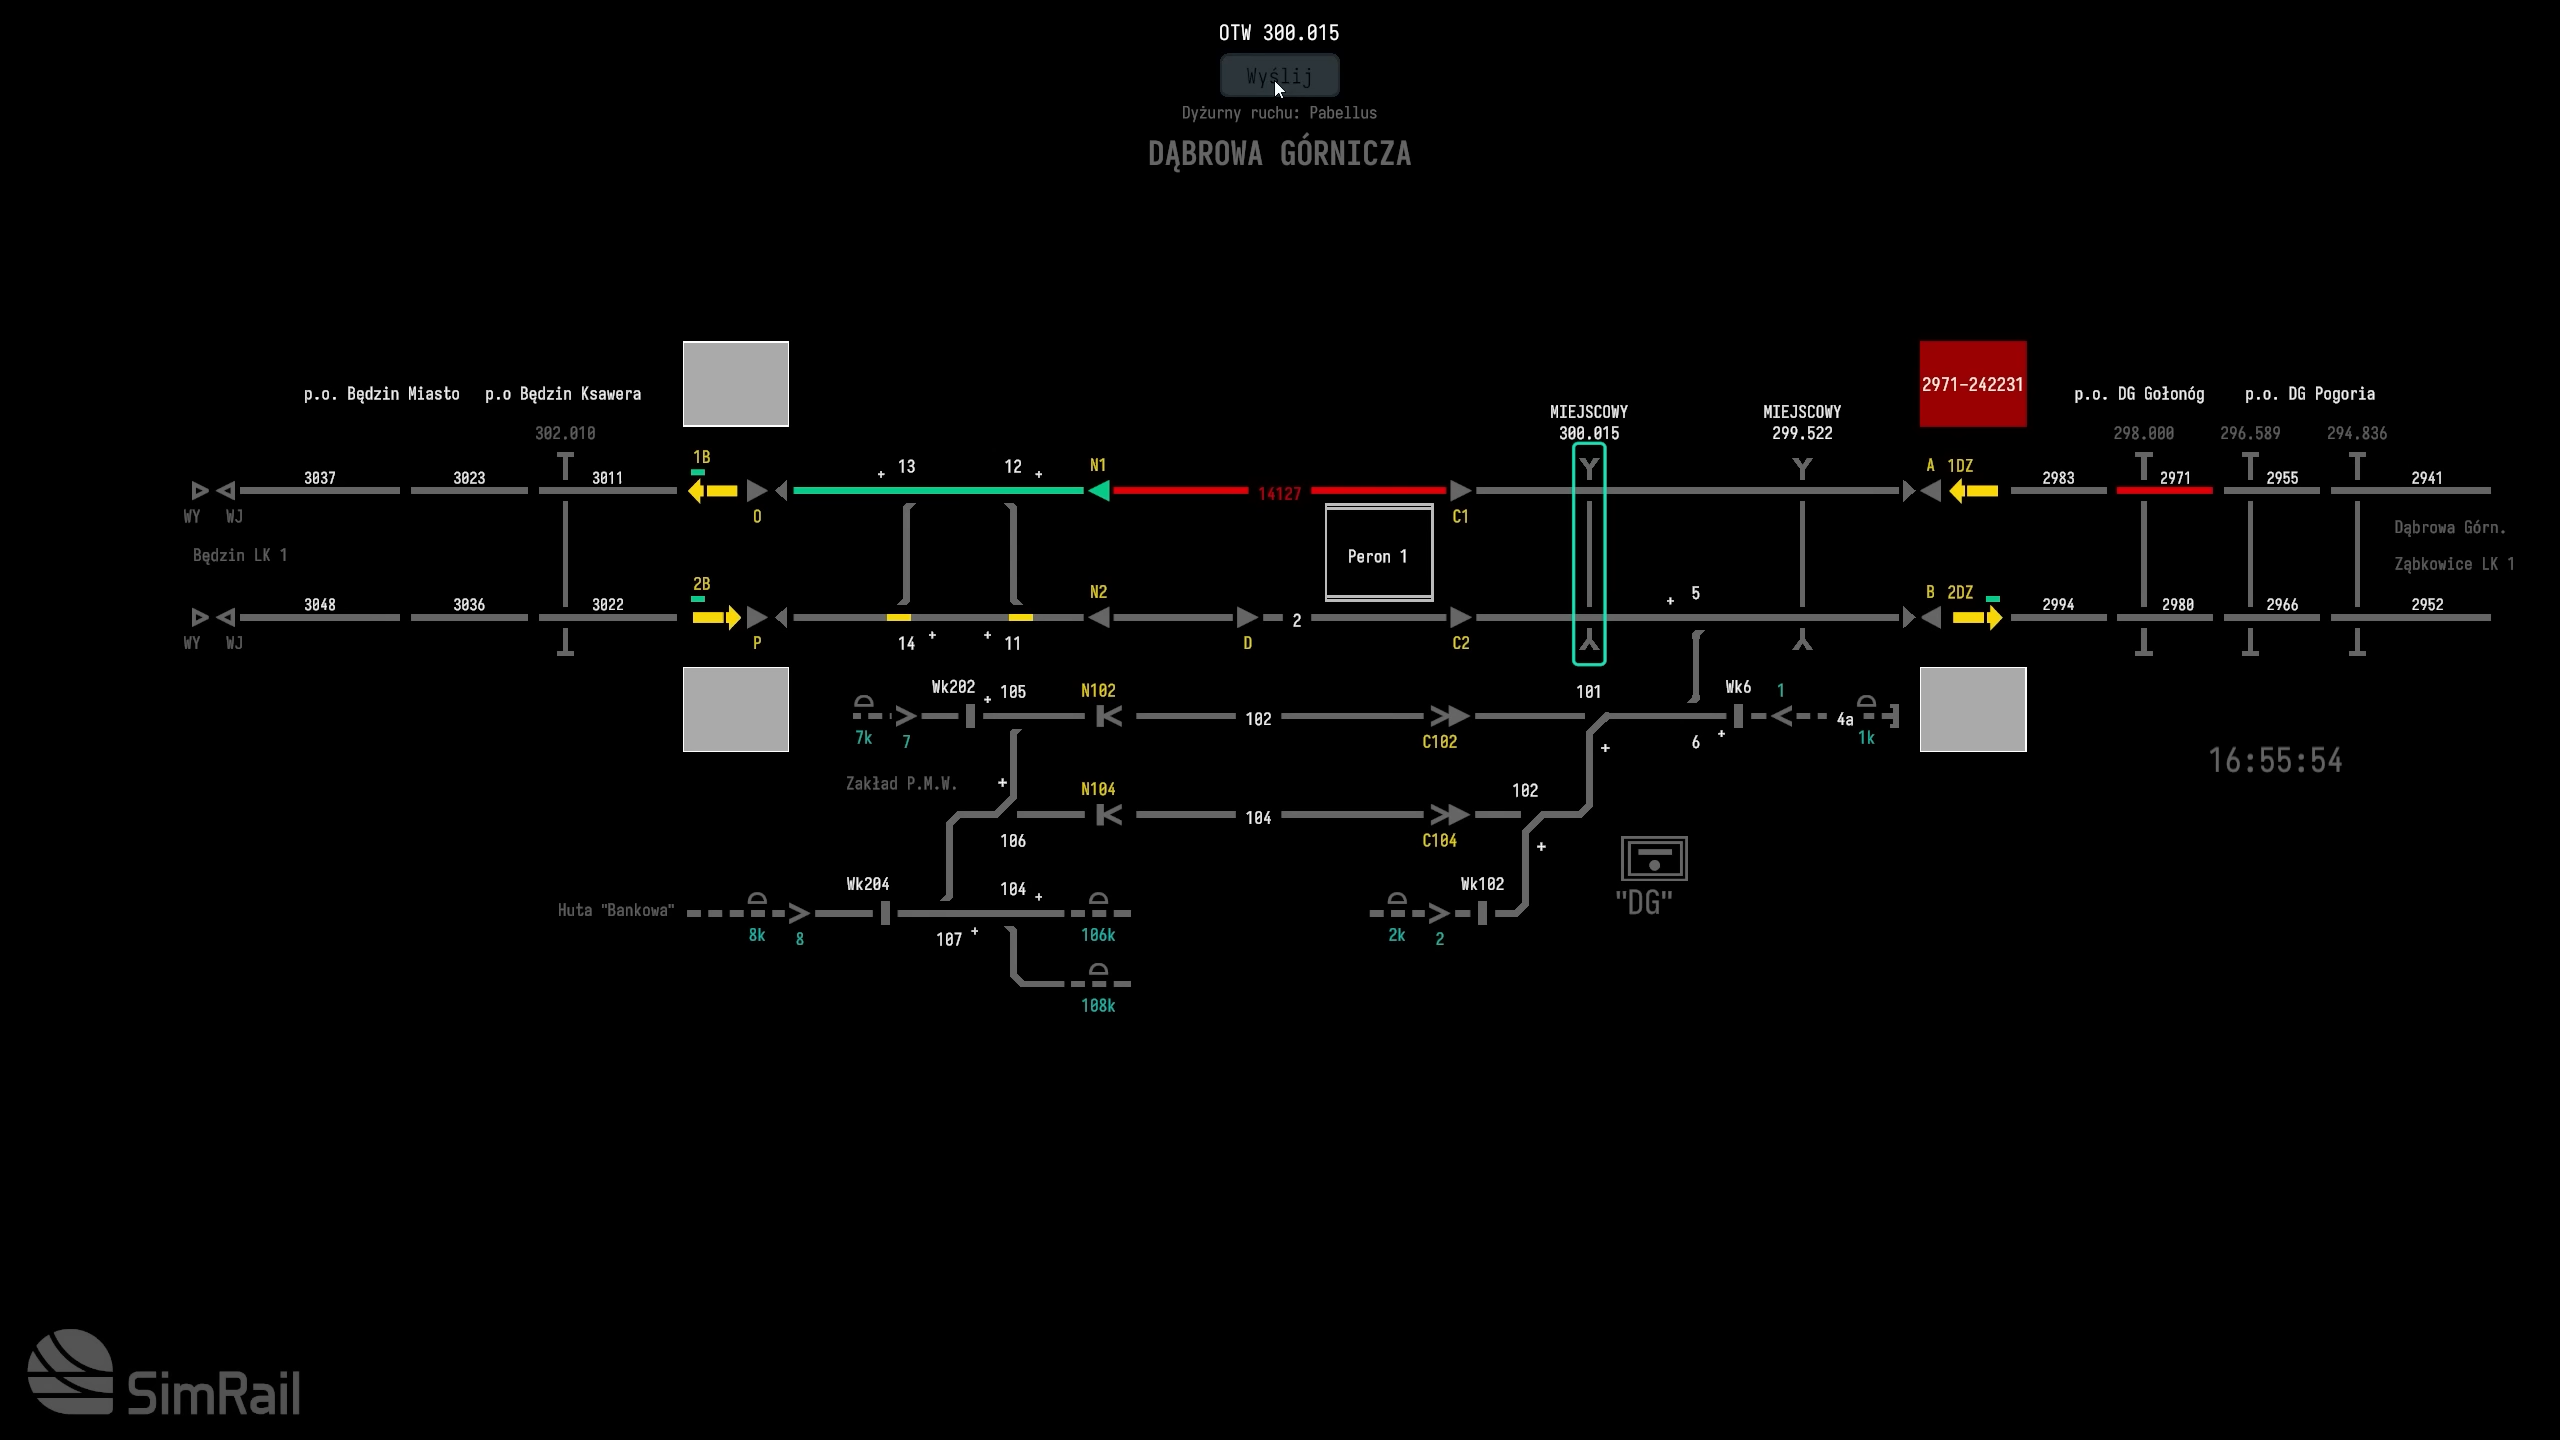 OTW 300.015
Wyślij
Dyżurny ruchu: Pabellus
DĄBROWA GÓRNICZA
2971-242231
p.o. Będzin Miasto
p.o Będzin Ksawera
p.o. DG Gołonóg
p.o. DG Pogoria
MIEJSCOWY
MIEJSCOWY
302.010
300.015
299.522
298.000
296.589
294.836
1B
13
12
N1
A
1DZ
3037
3023
3011
+
+
2983
2971
2955
2941
14127
WY
WJ
O
C1
Dąbrowa Górn.
Będzin LK 1
Peron 1
Ząbkowice LK 1
2B
N2
5
B
2DZ
3048
3036
3022
+
2994
2980
2966
2952
2
WY
WJ
P
14
+
+
11
D
C2
Wk202
+
105
N102
101
Wk6
1
102
4a
7k
7
C102
+
6
+
1k
16:55:54
Zakład P.M.W.
+
N104
102
104
106
C104
+
Wk204
104
+
Wk102
"DG"
Huta "Bankowa"
8k
8
107
+
106k
2k
2
108k
SimRail